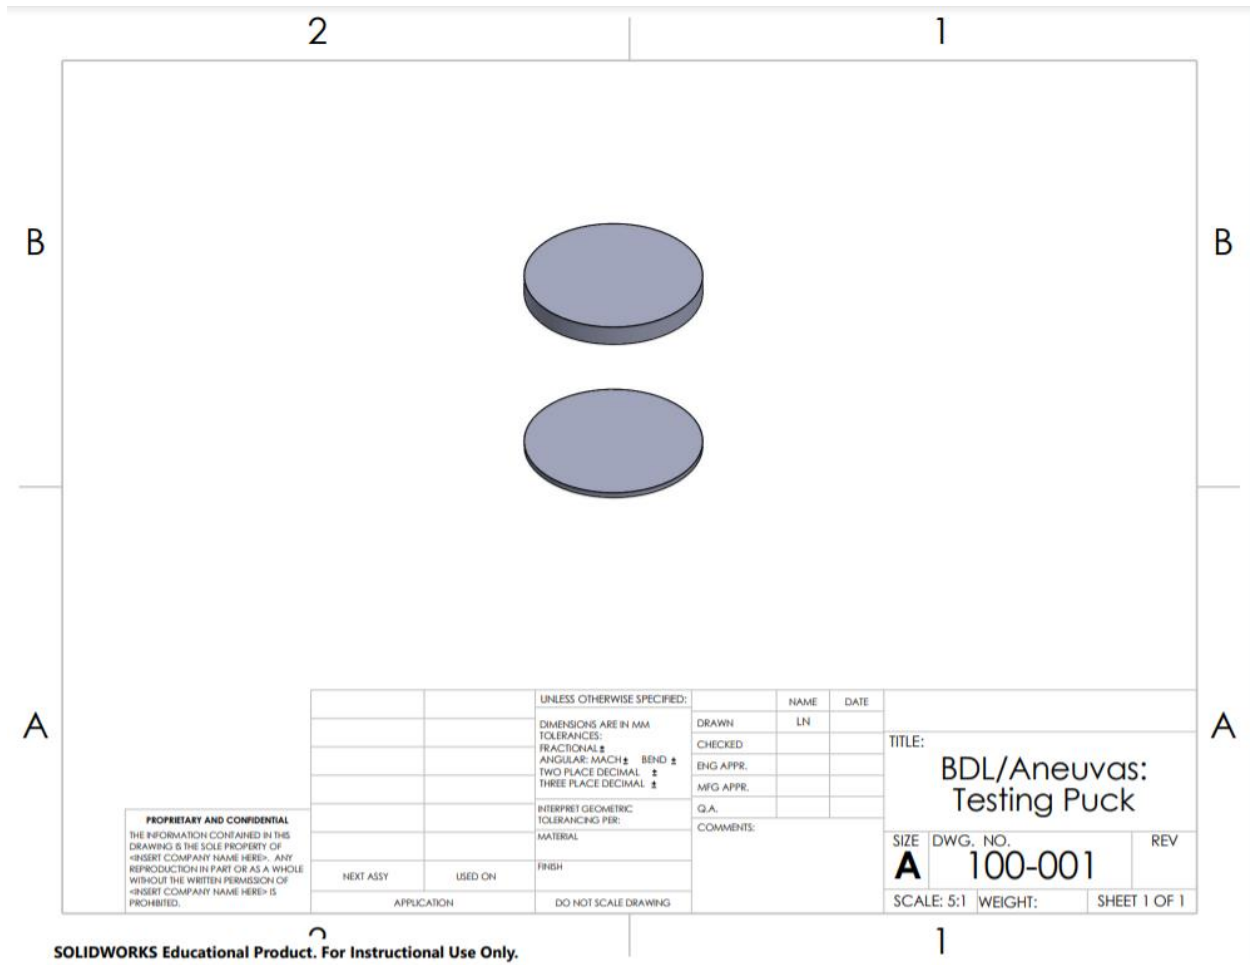 2
1
B
B
A
A
UNLESS OTHERWISE SPECIFIED:
DIMENSIONS ARE IN MM
TOLERANCES:
FRACTIONAL ±
ANGULAR: MACH ± BEND ±
TWO PLACE DECIMAL ±
THREE PLACE DECIMAL ±
INTERPRET GEOMETRIC
TOLERANCING PER:
MATERIAL
FINISH
DO NOT SCALE DRAWING
NAME DATE
DRAWN LN
CHECKED
ENG APPR.
MFG APPR.
Q.A.
COMMENTS:
TITLE:
BDL/Aneuvas:
Testing Puck
SIZE DWG. NO. REV
A 100-001
SCALE: 5:1 WEIGHT: SHEET 1 OF 1
PROPRIETARY AND CONFIDENTIAL
THE INFORMATION CONTAINED IN THIS
DRAWING IS THE SOLE PROPERTY OF
<INSERT COMPANY NAME HERE>. ANY
REPRODUCTION IN PART OR AS A WHOLE
WITHOUT THE WRITTEN PERMISSION OF
<INSERT COMPANY NAME HERE> IS
PROHIBITED.
NEXT ASSY USED ON
APPLICATION
1
SOLIDWORKS Educational Product. For Instructional Use Only.